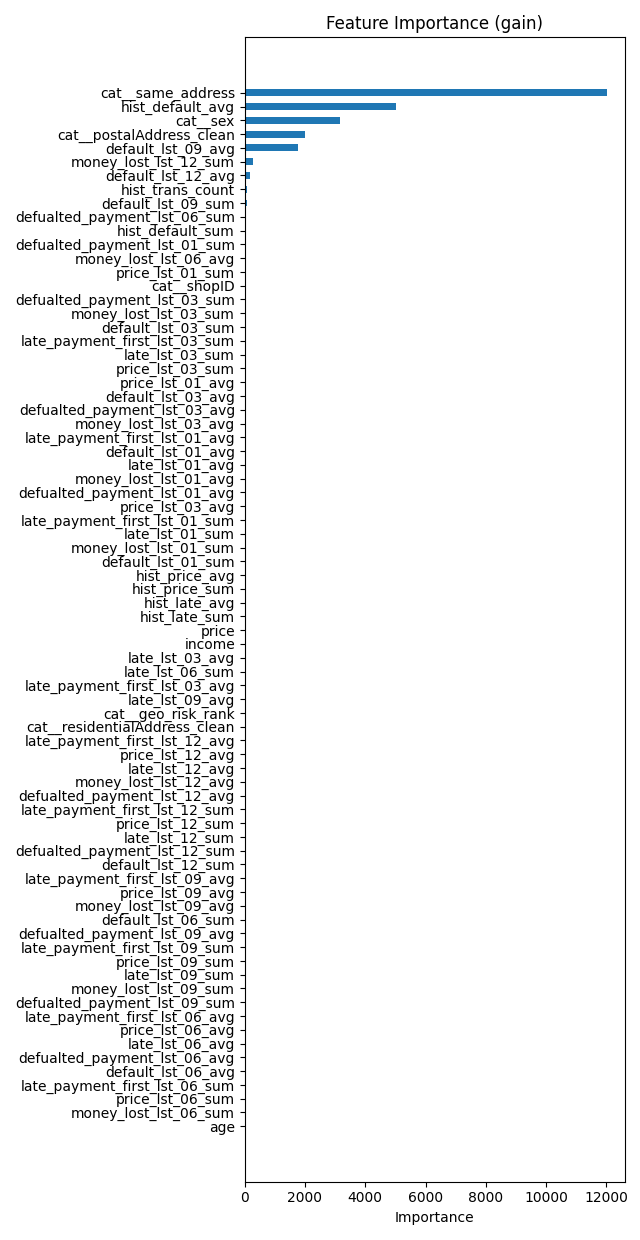 Feature Importance (gain)
cat__same_address
hist_default_avg
cat__sex
cat__postalAddress_clean
default_lst_09_avg
money_lost_lst_12_sum
default_lst_12_avg
hist_trans_count
default_lst_09_sum
defualted_payment_lst_06_sum
hist_default_sum
defualted_payment_lst_01_sum
money_lost_lst_06_avg
price_lst_01_sum
cat__shopID
defualted_payment_lst_03_sum
money_lost_lst_03_sum
default_lst_03_sum
late_payment_first_lst_03_sum
late_lst_03_sum
price_lst_03_sum
price_lst_01_avg
default_lst_03_avg
defualted_payment_lst_03_avg
money_lost_lst_03_avg
late_payment_first_lst_01_avg
default_lst_01_avg
late_lst_01_avg
money_lost_lst_01_avg
defualted_payment_lst_01_avg
price_lst_03_avg
late_payment_first_lst_01_sum
late_lst_01_sum
money_lost_lst_01_sum
default_lst_01_sum
hist_price_avg
hist_price_sum
hist_late_avg
hist_late_sum
price
income
late_lst_03_avg
late_lst_06_sum
late_payment_first_lst_03_avg
late_lst_09_avg
cat__geo_risk_rank
cat__residentialAddress_clean
late_payment_first_lst_12_avg
price_lst_12_avg
late_lst_12_avg
money_lost_lst_12_avg
defualted_payment_lst_12_avg
late_payment_first_lst_12_sum
price_lst_12_sum
late_lst_12_sum
defualted_payment_lst_12_sum
default_lst_12_sum
late_payment_first_lst_09_avg
price_lst_09_avg
money_lost_lst_09_avg
default_lst_06_sum
defualted_payment_lst_09_avg
late_payment_first_lst_09_sum
price_lst_09_sum
late_lst_09_sum
money_lost_lst_09_sum
defualted_payment_lst_09_sum
late_payment_first_lst_06_avg
price_lst_06_avg
late_lst_06_avg
defualted_payment_lst_06_avg
default_lst_06_avg
late_payment_first_lst_06_sum
price_lst_06_sum
money_lost_lst_06_sum
age
0 2000 4000 6000 8000 10000 12000
Importance